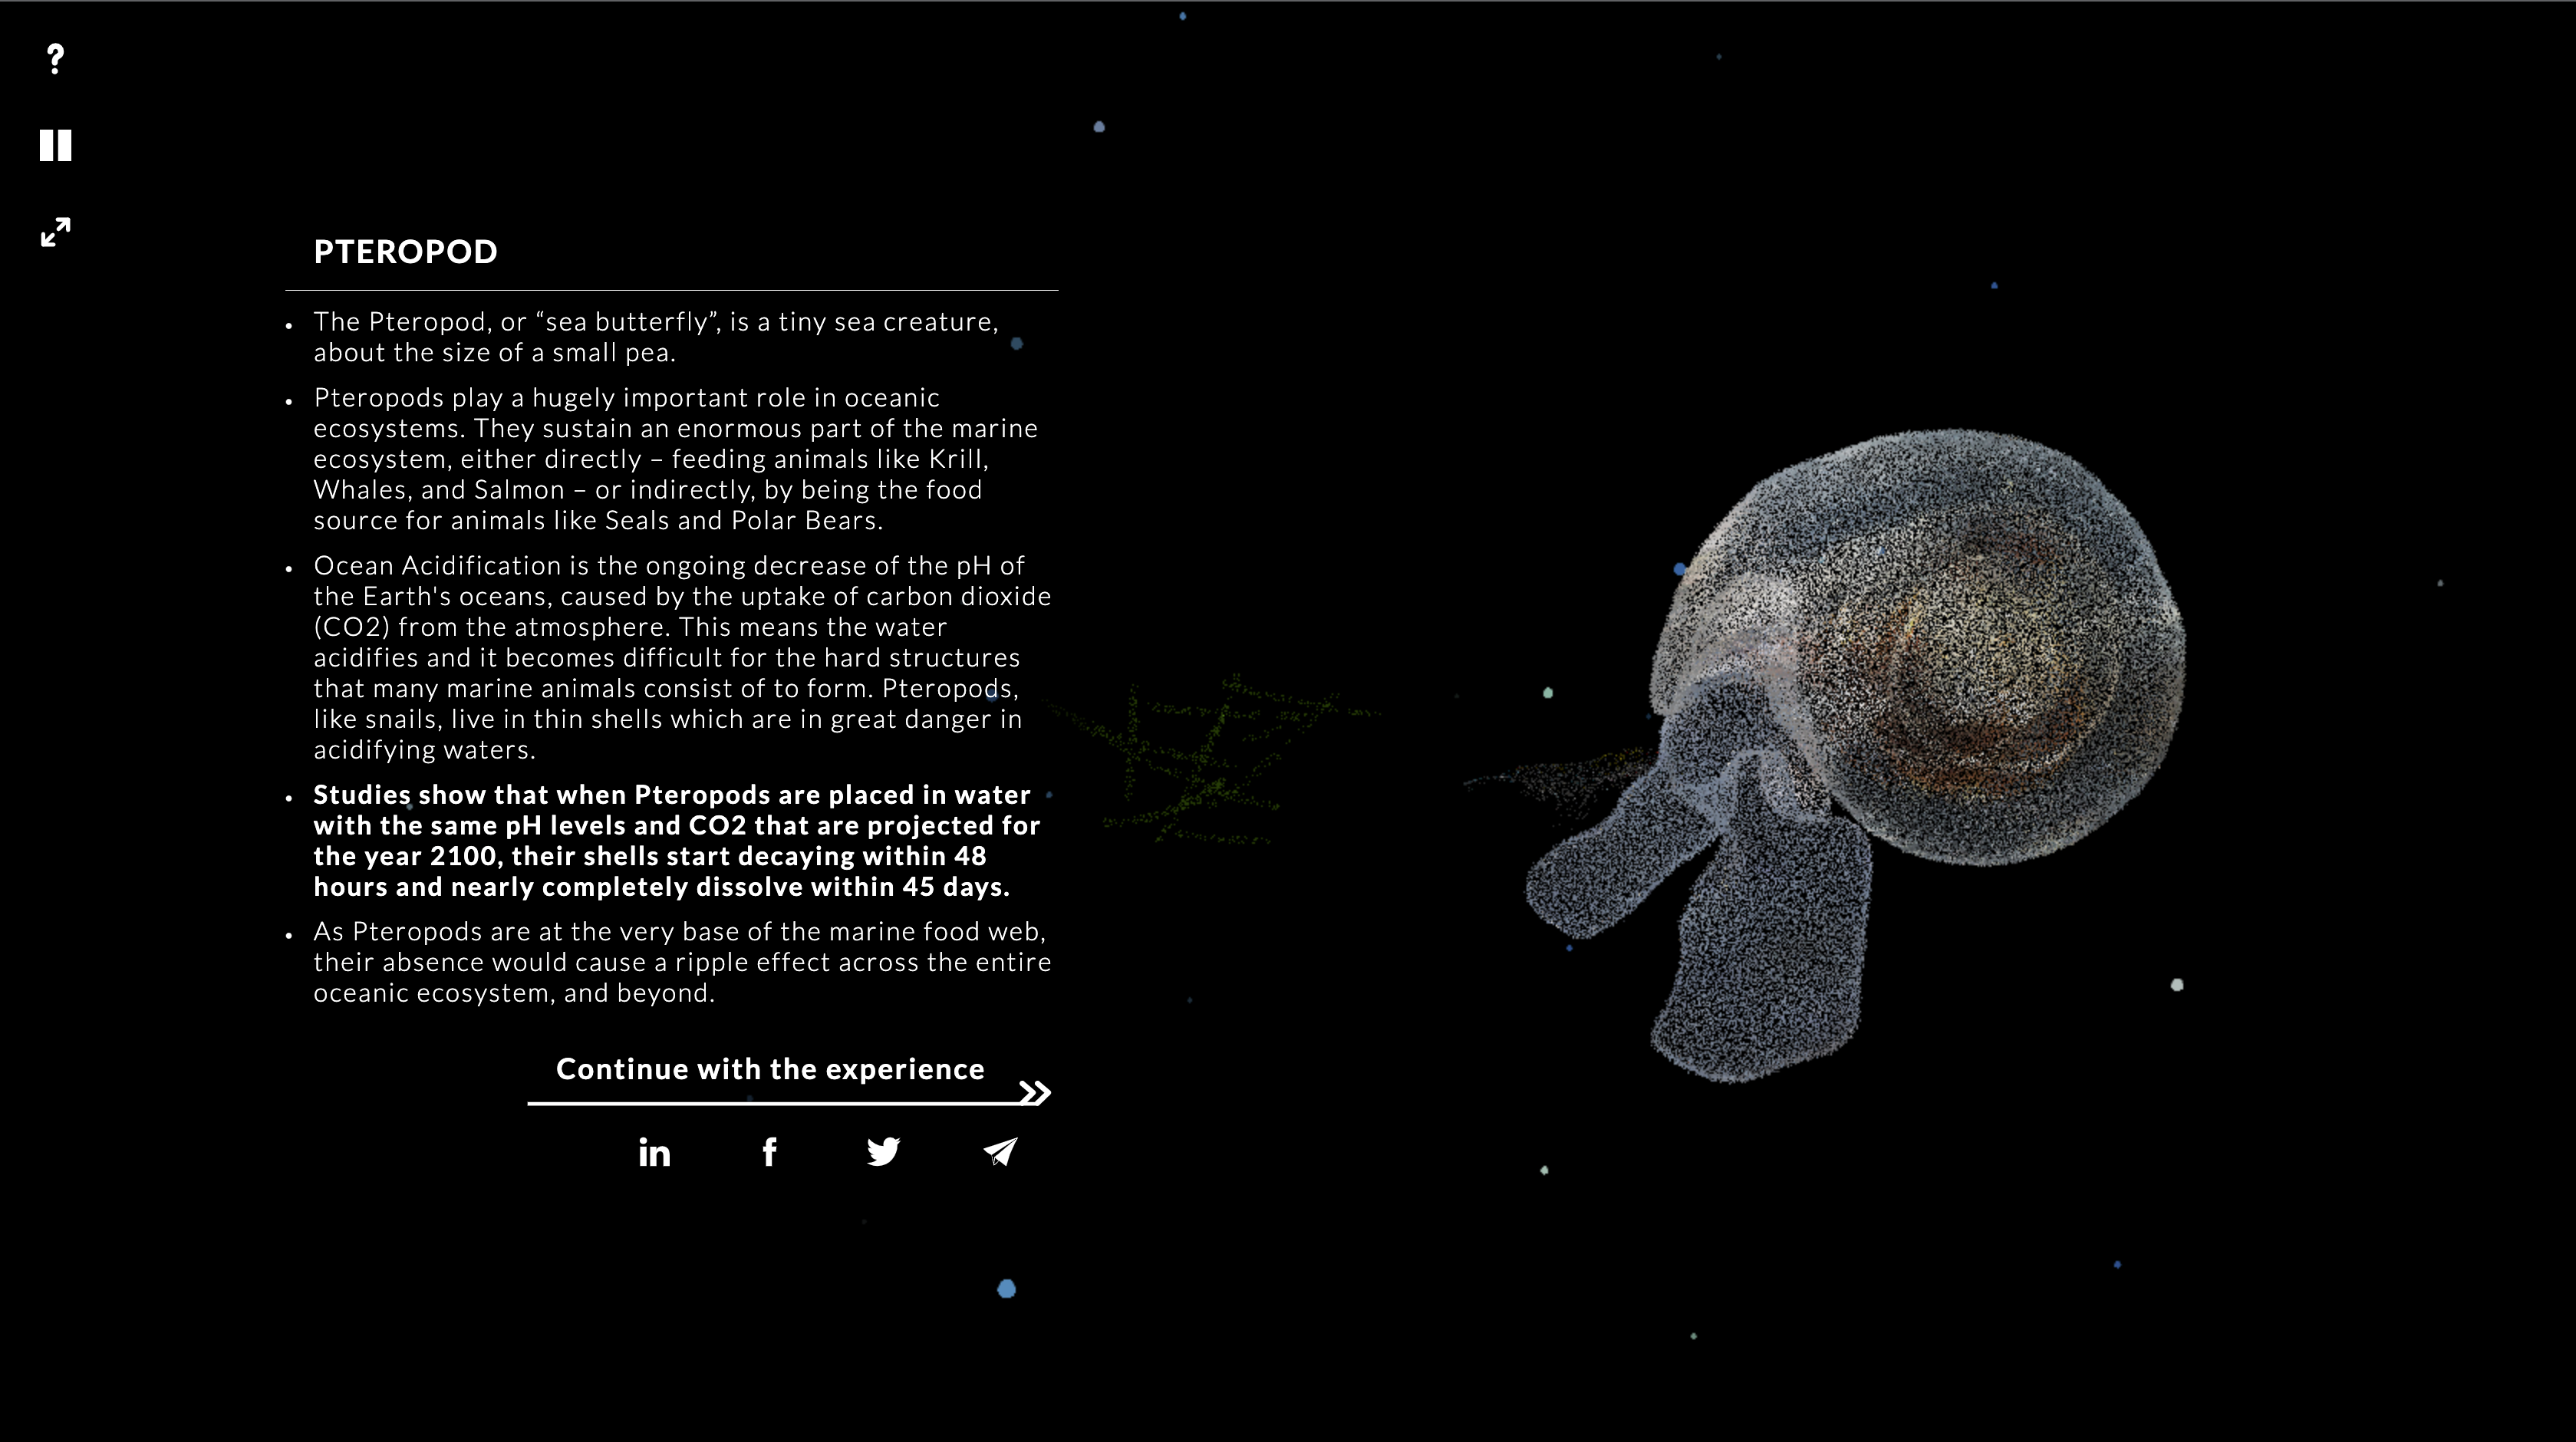 PTEROPOD
The Pteropod, or “sea butterfly”, is a tiny sea creature,
about the size of a small pea.
Pteropods play a hugely important role in oceanic
ecosystems. They sustain an enormous part of the marine
ecosystem, either directly – feeding animals like Krill,
Whales, and Salmon – or indirectly, by being the food
source for animals like Seals and Polar Bears.
Ocean Acidification is the ongoing decrease of the pH of
the Earth's oceans, caused by the uptake of carbon dioxide
(CO2) from the atmosphere. This means the water
acidifies and it becomes difficult for the hard structures
that many marine animals consist of to form. Pteropods,
like snails, live in thin shells which are in great danger in
acidifying waters.
Studies show that when Pteropods are placed in water
with the same pH levels and CO2 that are projected for
the year 2100, their shells start decaying within 48
hours and nearly completely dissolve within 45 days.
As Pteropods are at the very base of the marine food web,
their absence would cause a ripple effect across the entire
oceanic ecosystem, and beyond.
Continue with the experience